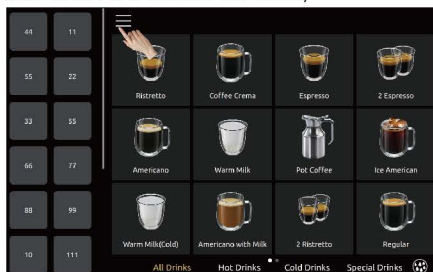 44 11
55 22
33 55
66 77
88 99
10 111
Ristretto Coffee Crema Espresso 2 Espresso
Americano Warm Milk Pot Coffee Ice American
Warm Milk(Cold) Americano with Milk 2 Ristretto Regular
All Drinks Hot Drinks Cold Drinks Special Drinks